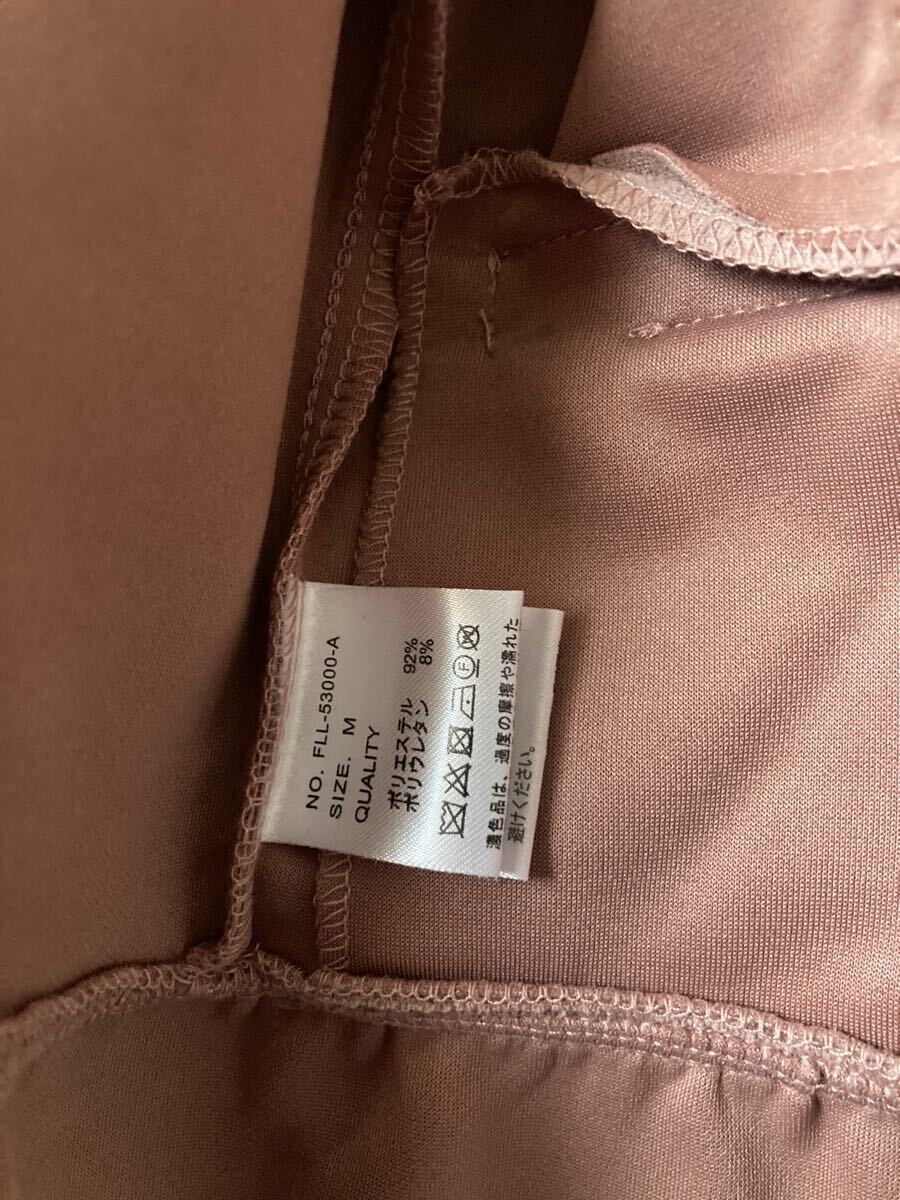 NO. FLL-53000-A
SIZE. M
QUALITY
ポリエステル 92%
ポリウレタン 8%
F
濃色品は、過度の摩擦や濡れた
避けください。